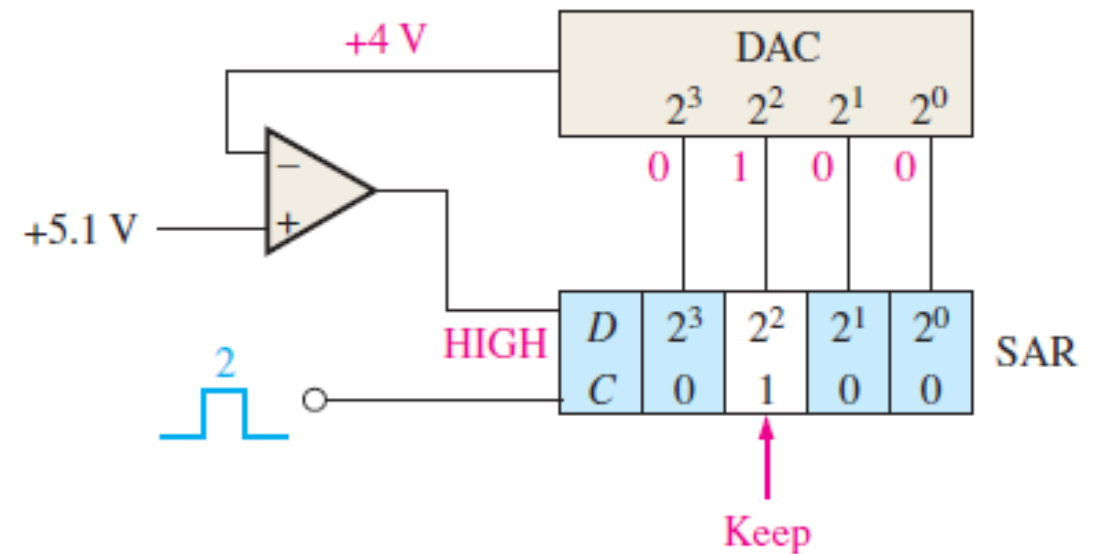 +4 V
DAC
2³ 2² 2¹ 2⁰
0 1 0 0
−
+
+5.1 V
HIGH
D 2³ 2² 2¹ 2⁰
SAR
C 0 1 0 0
2
Keep